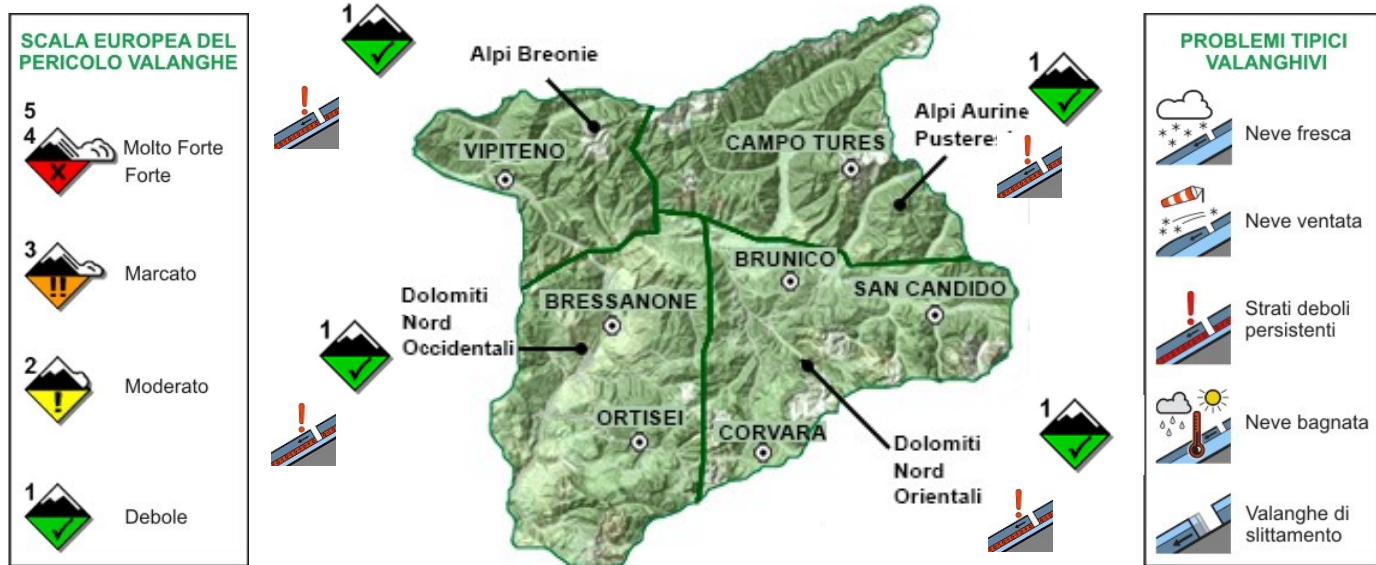 SCALA EUROPEA DEL
PERICOLO VALANGHE
5
4
Molto Forte
Forte
3
Marcato
2
Moderato
1
Debole
1
Alpi Breonie
VIPITENO
1
Alpi Aurine
CAMPO TURES
BRUNICO
SAN CANDIDO
BRESSANONE
Dolomiti
Nord
Occidentali
1
ORTISEI
CORVARA
Dolomiti
Nord
Orientali
1
PROBLEMI TIPICI
VALANGHIVI
Neve fresca
Neve ventata
Strati deboli
persistenti
Neve bagnata
Valanghe di
slittamento